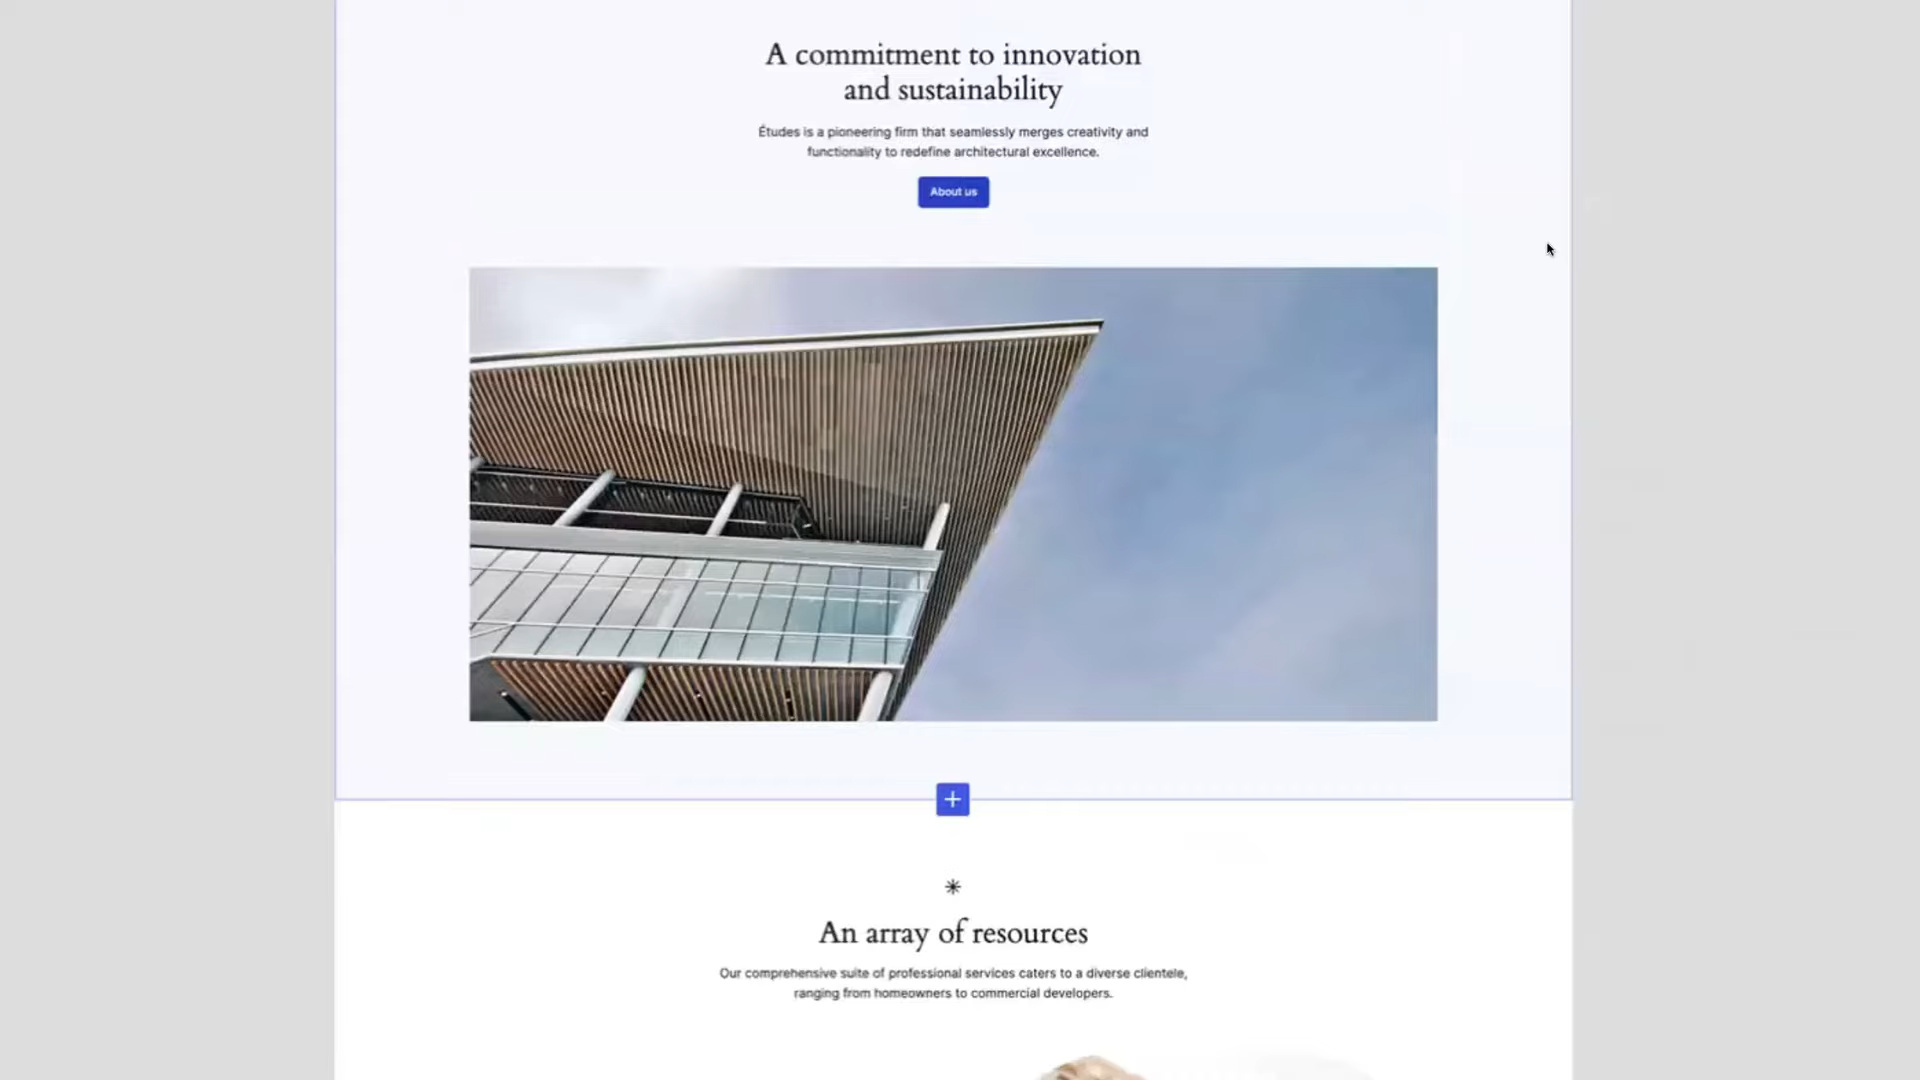 A commitment to innovation
and sustainability
Études is a pioneering firm that seamlessly merges creativity and
functionality to redefine architectural excellence.
About us
An array of resources
Our comprehensive suite of professional services caters to a diverse clientele,
ranging from homeowners to commercial developers.